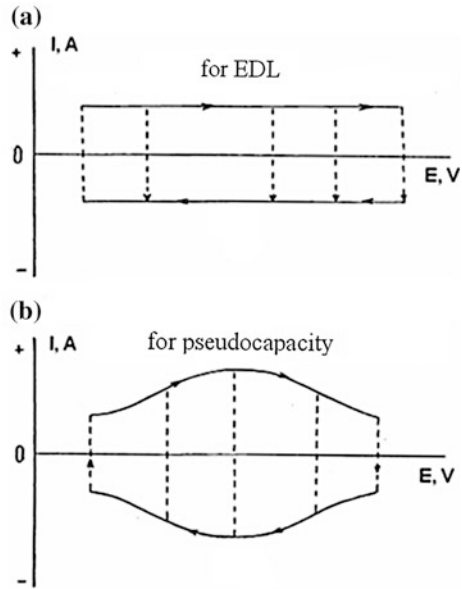 (a)
I, A
+
for EDL
0
E, V
−
(b)
I, A
+
for pseudocapacity
0
E, V
−